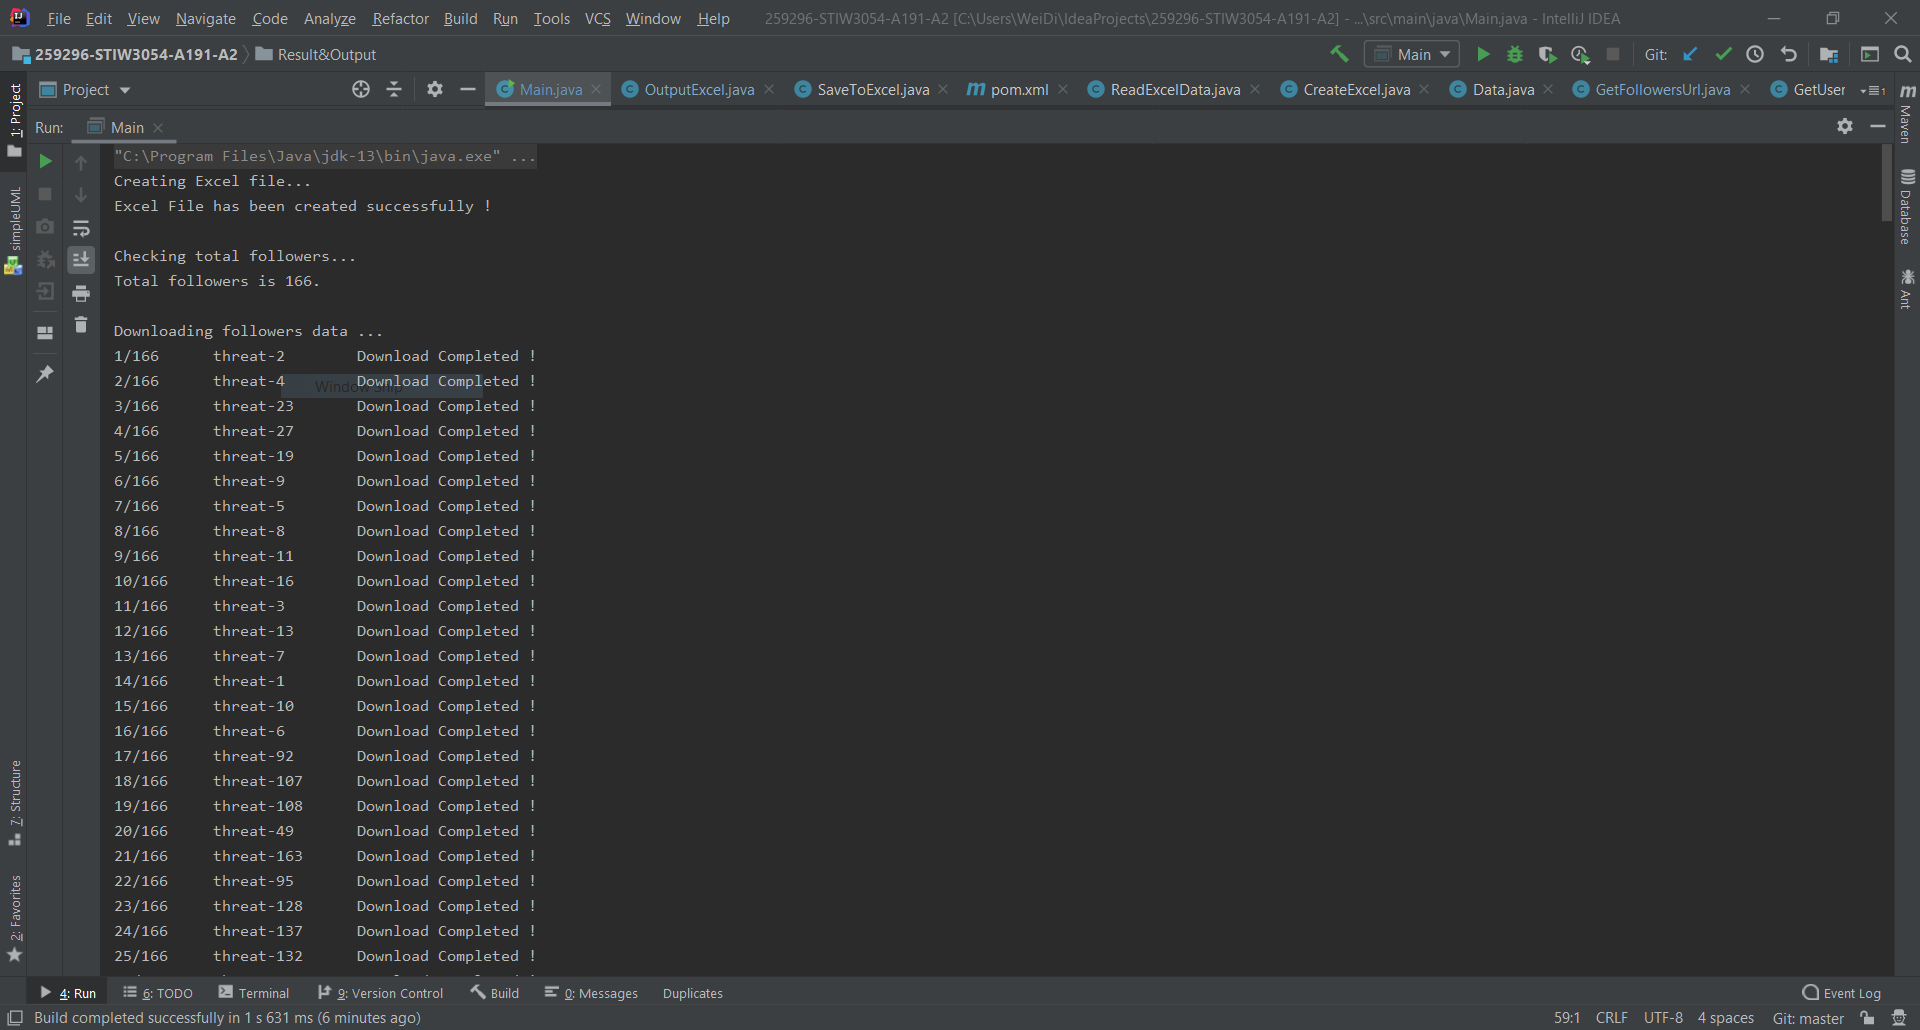 File Edit View Navigate Code Analyze Refactor Build Run Tools VCS Window Help 259296-STIW3054-A191-A2 [C:\Users\WeiDi\IdeaProjects\259296-STIW3054-A191-A2] - ...\src\main\java\Main.java - IntelliJ IDEA
259296-STIW3054-A191-A2 Result&Output Main Git:
Project Main.java OutputExcel.java SaveToExcel.java pom.xml ReadExcelData.java CreateExcel.java Data.java GetFollowersUrl.java GetUser
Run: Main
"C:\Program Files\Java\jdk-13\bin\java.exe" ...
Creating Excel file...
Excel File has been created successfully !
Checking total followers...
Total followers is 166.
Downloading followers data ...
1/166 threat-2 Download Completed !
2/166 threat-4 Download Completed !
3/166 threat-23 Download Completed !
4/166 threat-27 Download Completed !
5/166 threat-19 Download Completed !
6/166 threat-9 Download Completed !
7/166 threat-5 Download Completed !
8/166 threat-8 Download Completed !
9/166 threat-11 Download Completed !
10/166 threat-16 Download Completed !
11/166 threat-3 Download Completed !
12/166 threat-13 Download Completed !
13/166 threat-7 Download Completed !
14/166 threat-1 Download Completed !
15/166 threat-10 Download Completed !
16/166 threat-6 Download Completed !
17/166 threat-92 Download Completed !
18/166 threat-107 Download Completed !
19/166 threat-108 Download Completed !
20/166 threat-49 Download Completed !
21/166 threat-163 Download Completed !
22/166 threat-95 Download Completed !
23/166 threat-128 Download Completed !
24/166 threat-137 Download Completed !
25/166 threat-132 Download Completed !
1: Project
simpleUML
7: Structure
2: Favorites
Maven
Database
Ant
4: Run 6: TODO Terminal 9: Version Control Build 0: Messages Duplicates Event Log
Build completed successfully in 1 s 631 ms (6 minutes ago) 59:1 CRLF UTF-8 4 spaces Git: master